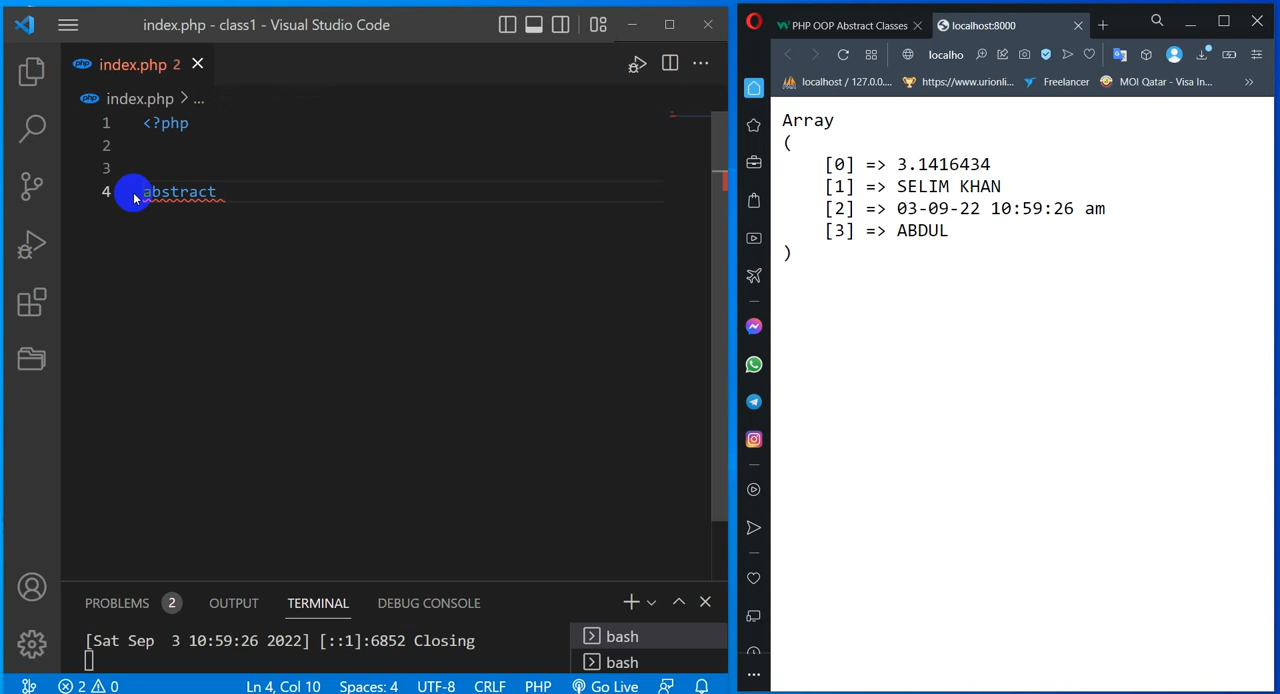 index.php - class1 - Visual Studio Code
index.php 2
index.php > ...
1 <?php
2
3
4 abstract
PROBLEMS 2 OUTPUT TERMINAL DEBUG CONSOLE
[Sat Sep  3 10:59:26 2022] [::1]:6852 Closing
bash
bash
2 0 Ln 4, Col 10 Spaces: 4 UTF-8 CRLF PHP Go Live
PHP OOP Abstract Classes localhost:8000
localho
localhost / 127.0.0.... https://www.urionli... Freelancer MOI Qatar - Visa In... »
Array
(
[0] => 3.1416434
[1] => SELIM KHAN
[2] => 03-09-22 10:59:26 am
[3] => ABDUL
)